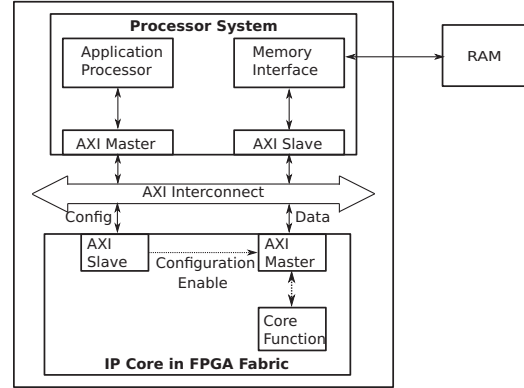 Processor System
Application
Processor
Memory
Interface
RAM
AXI Master
AXI Slave
AXI Interconnect
Config
Data
AXI
Slave
Configuration
Enable
AXI
Master
Core
Function
IP Core in FPGA Fabric